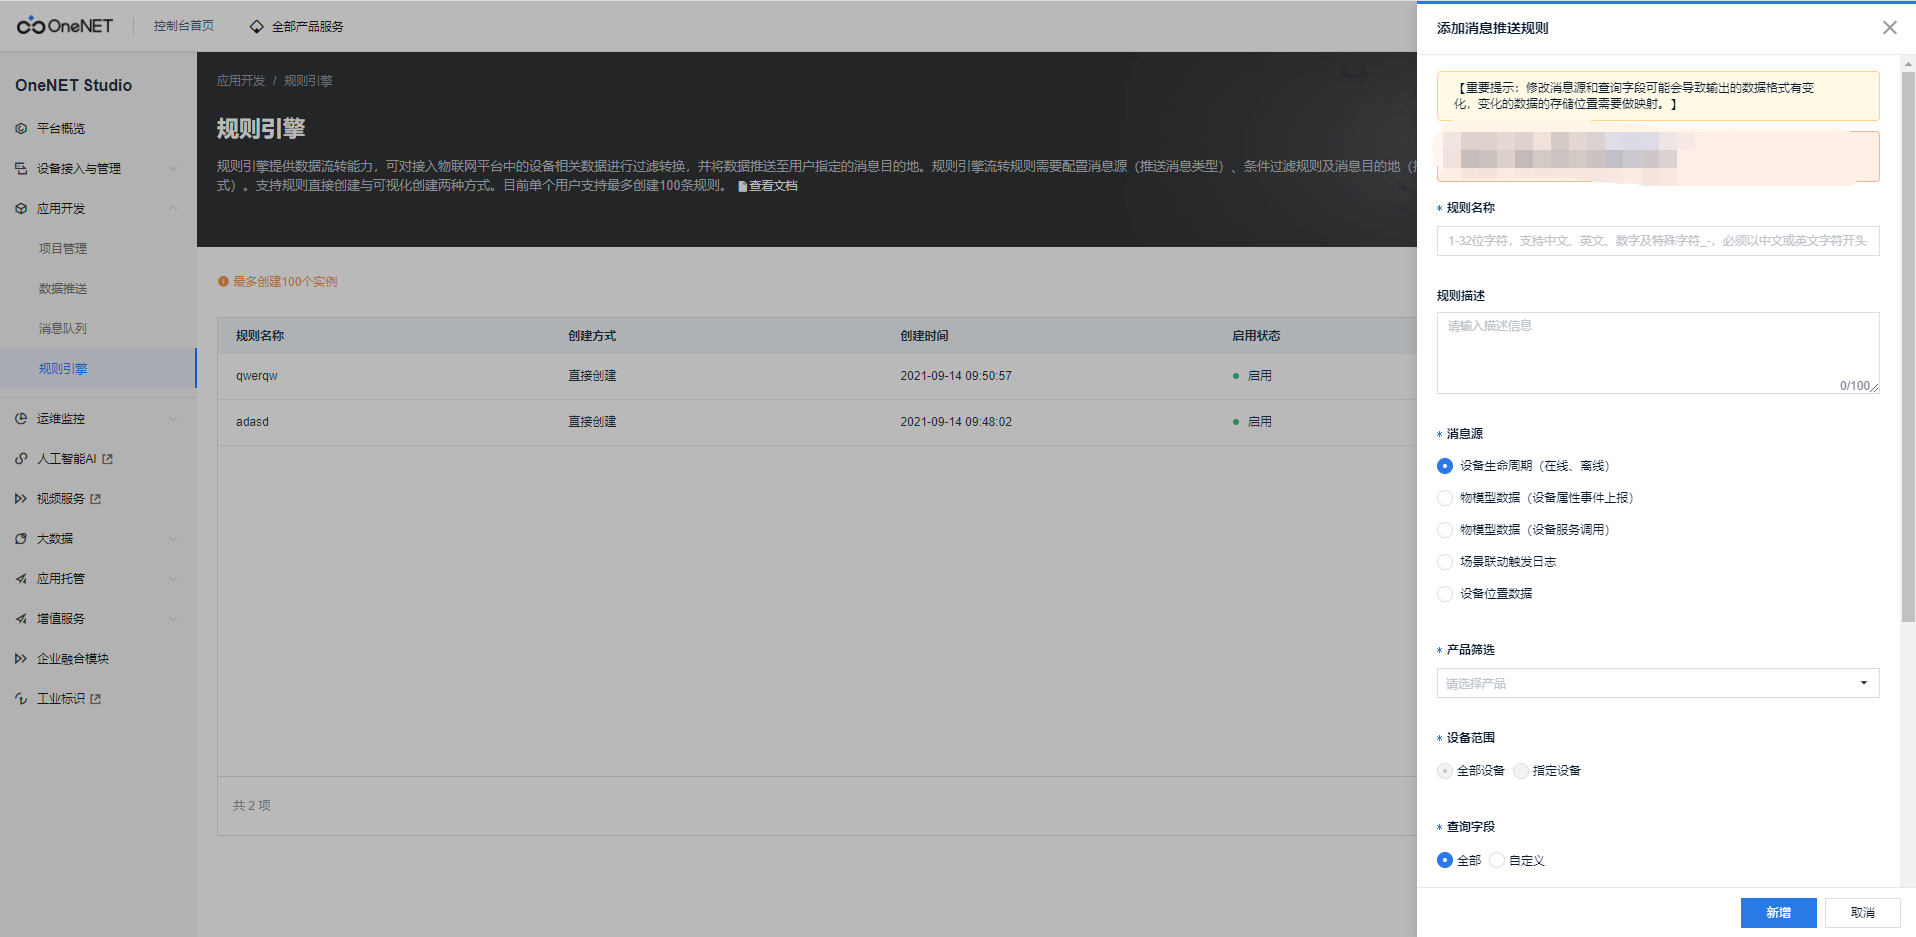 OneNET
控制台首页
全部产品服务
OneNET Studio
平台概览
设备接入与管理
应用开发
项目管理
数据推送
消息队列
规则引擎
运维监控
人工智能AI
视频服务
大数据
应用托管
增值服务
企业融合模块
工业标识
应用开发 / 规则引擎
规则引擎
规则引擎提供数据流转能力，可对接入物联网平台中的设备相关数据进行过滤转换，并将数据推送至用户指定的消息目的地。规则引擎流转规则需要配置消息源（推送消息类型）、条件过滤规则及消息目的地（
式）。支持规则直接创建与可视化创建两种方式。目前单个用户支持最多创建100条规则。 查看文档
最多创建100个实例
规则名称 创建方式 创建时间 启用状态
qwerqw 直接创建 2021-09-14 09:50:57 启用
adasd 直接创建 2021-09-14 09:48:02 启用
共 2 项
添加消息推送规则
【重要提示：修改消息源和查询字段可能会导致输出的数据格式有变
化，变化的数据的存储位置需要做映射。】
* 规则名称
1-32位字符，支持中文、英文、数字及特殊字符_-，必须以中文或英文字符开头
规则描述
请输入描述信息
0/100
* 消息源
设备生命周期（在线、离线）
物模型数据（设备属性事件上报）
物模型数据（设备服务调用）
场景联动触发日志
设备位置数据
* 产品筛选
请选择产品
* 设备范围
全部设备 指定设备
* 查询字段
全部 自定义
新增 取消